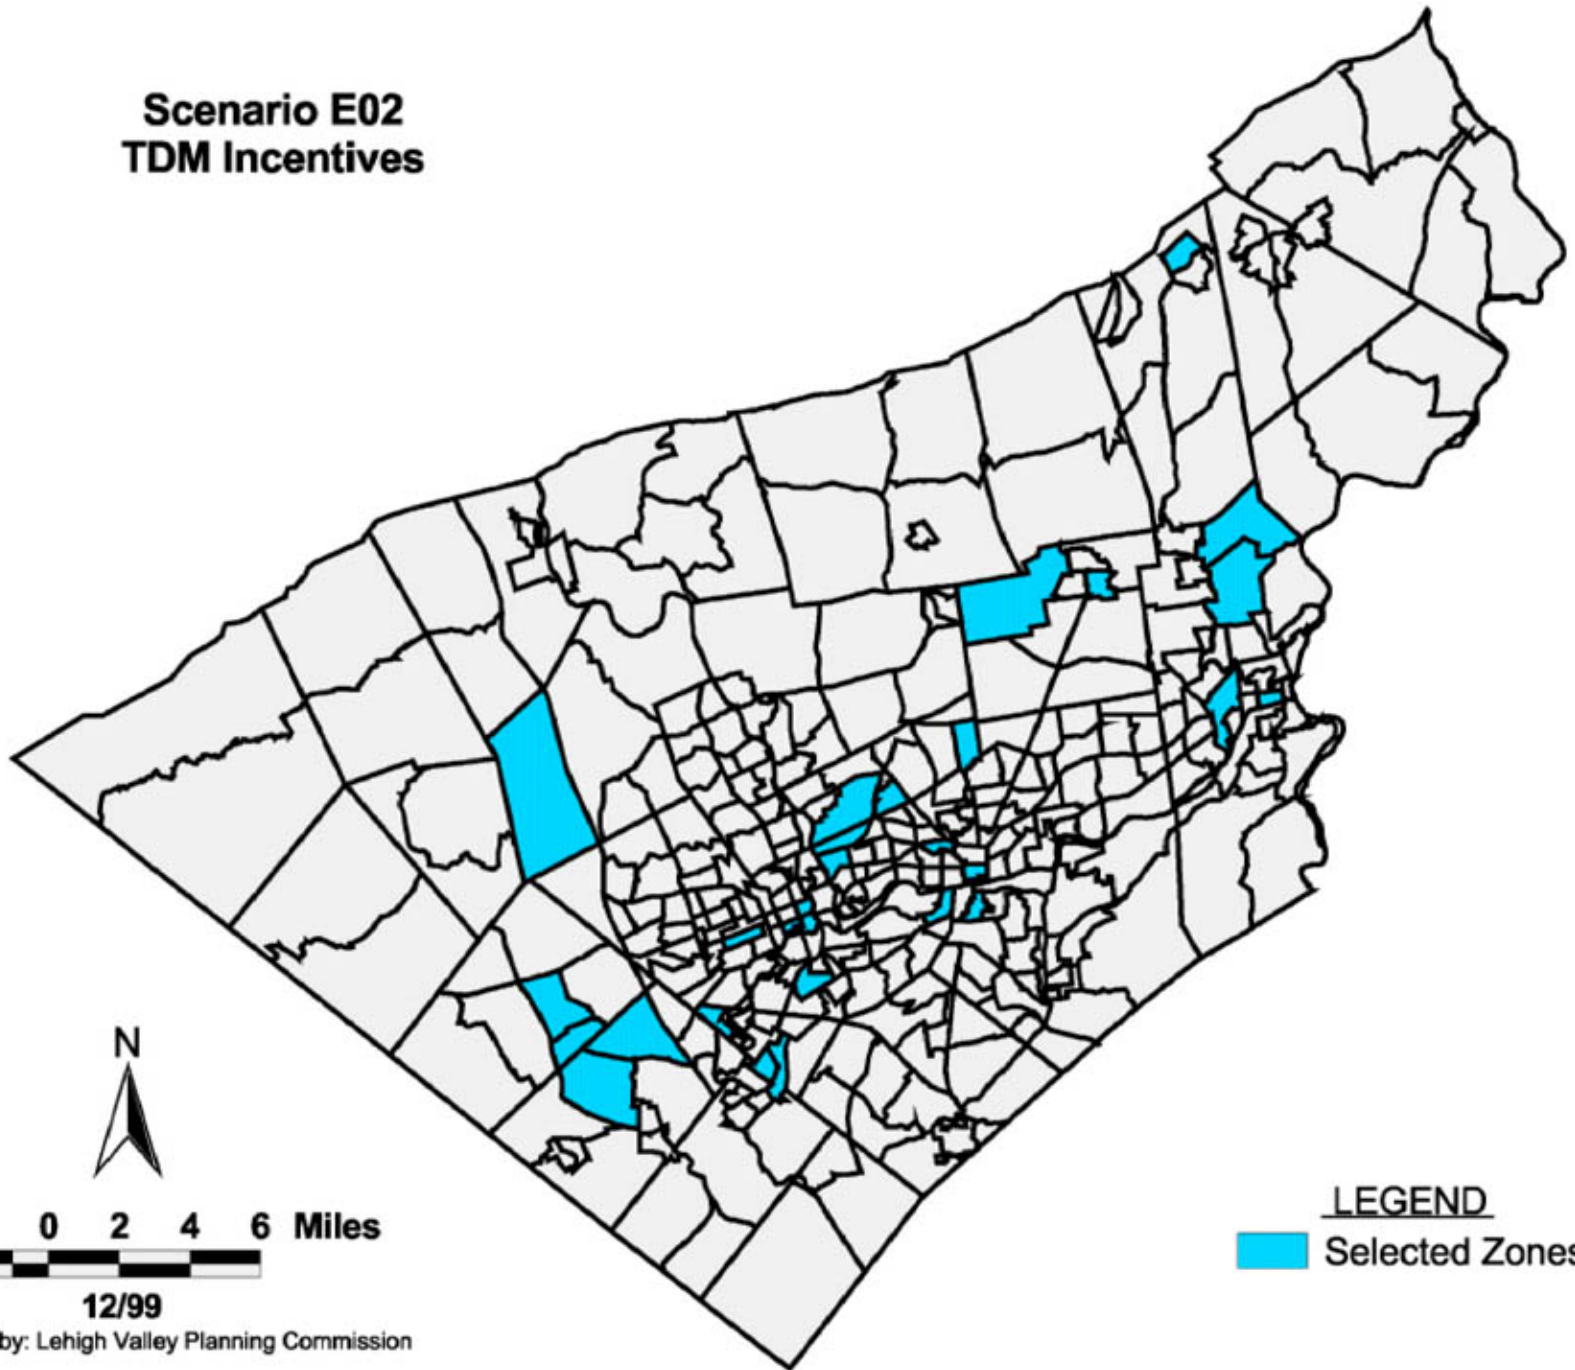 Scenario E02
TDM Incentives
N
0 2 4 6 Miles
12/99
by: Lehigh Valley Planning Commission
LEGEND
Selected Zones